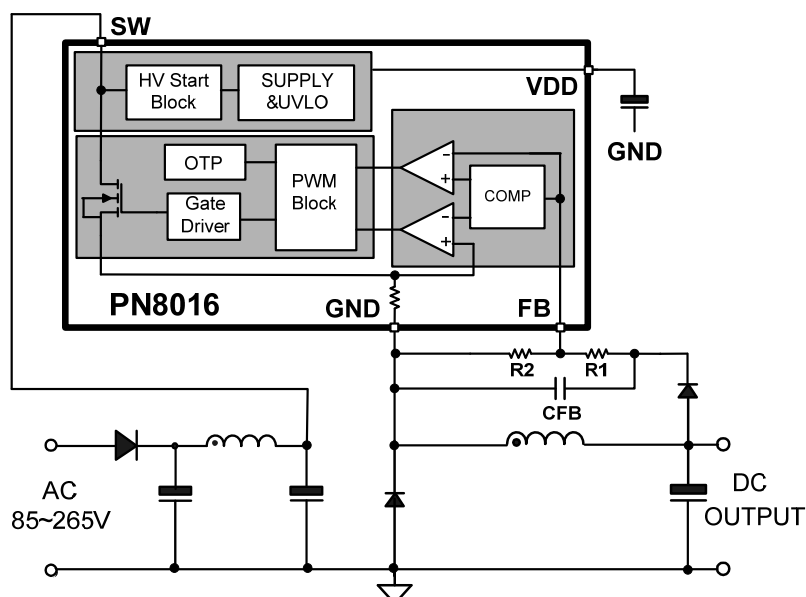 SW
HV Start
Block
SUPPLY
&UVLO
VDD
GND
OTP
PWM
Block
Gate
Driver
-
+
-
+
COMP
PN8016
GND
FB
R2
R1
CFB
AC
85~265V
DC
OUTPUT